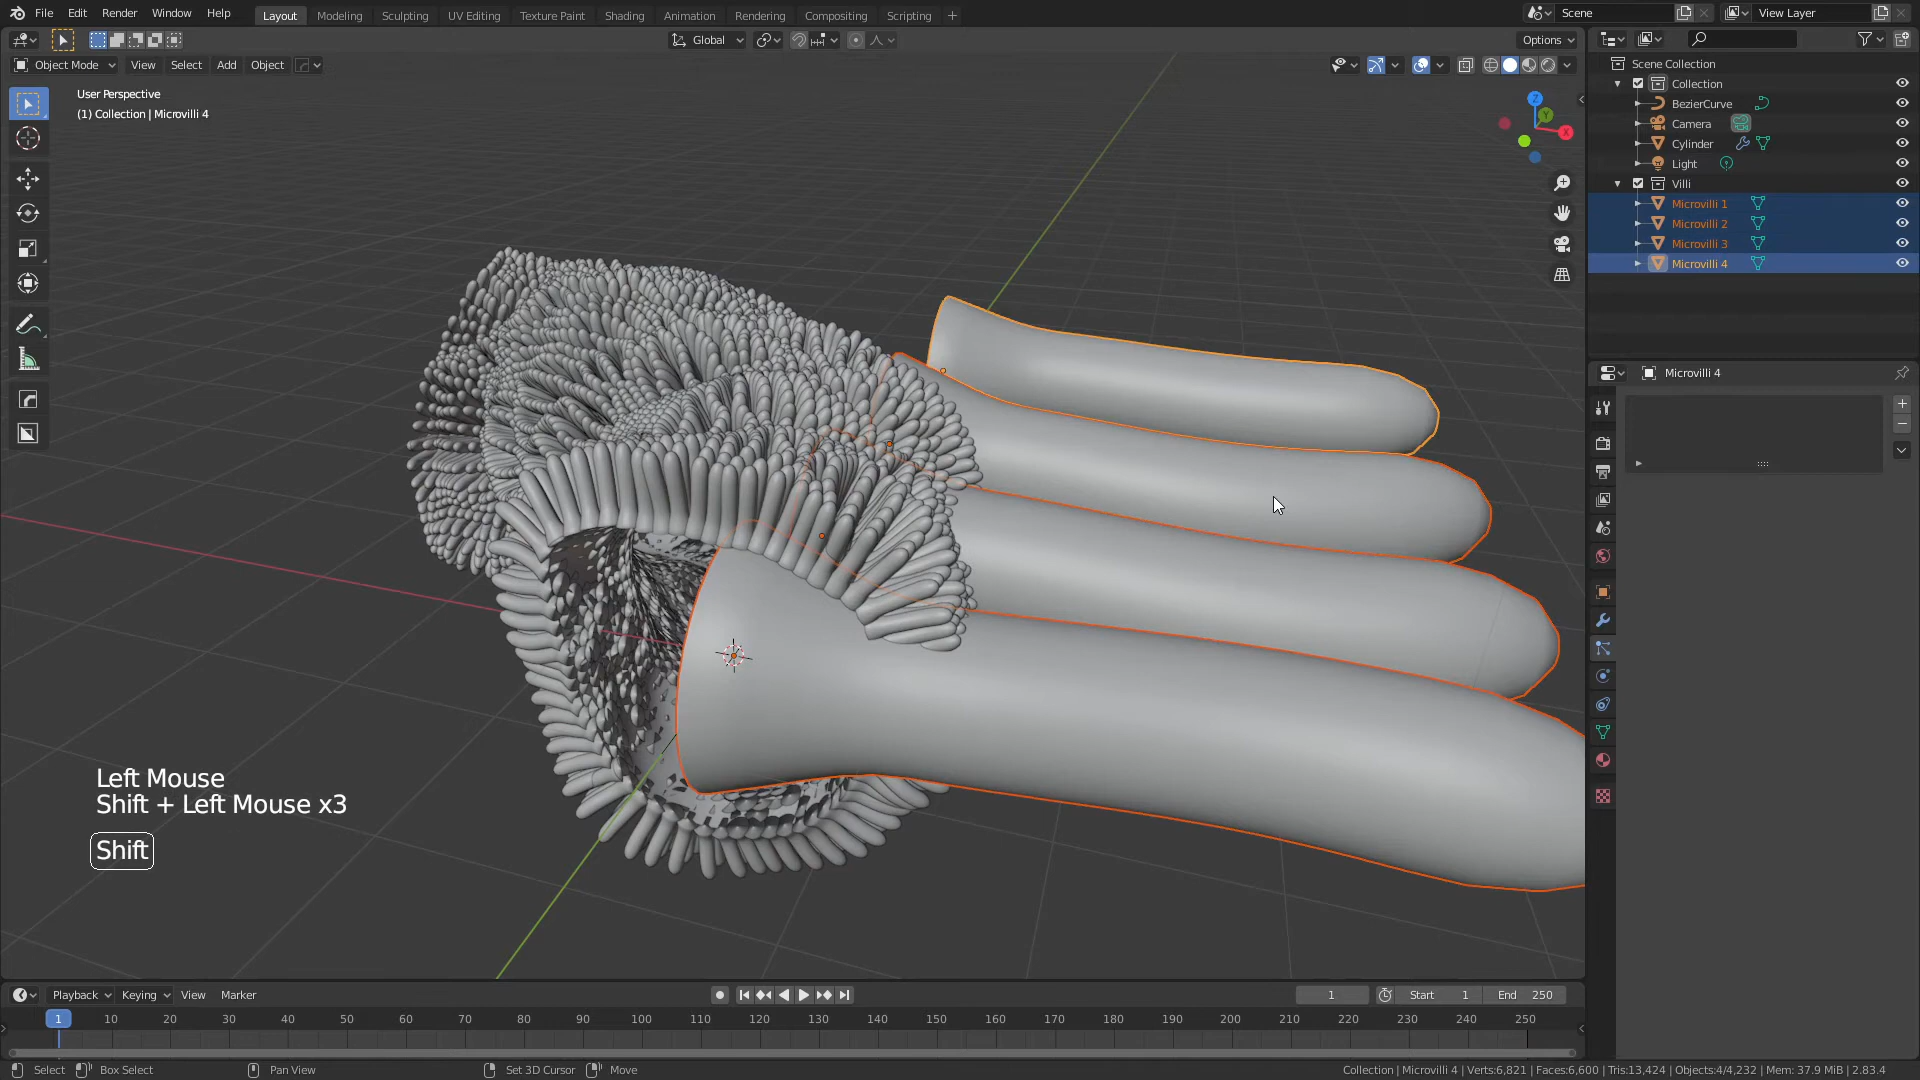 File Edit Render Window Help Layout Modeling Sculpting UV Editing Texture Paint Shading Animation Rendering Compositing Scripting + Scene View Layer
Global Options
Object Mode View Select Add Object
User Perspective
(1) Collection | Microvilli 4
Z
Y
X
Scene Collection
Collection
BezierCurve
Camera
Cylinder
Light
Villi
Microvilli 1
Microvilli 2
Microvilli 3
Microvilli 4
Microvilli 4
Left Mouse
Shift + Left Mouse x3
Shift
Playback Keying View Marker 1 Start 1 End 250
1 10 20 30 40 50 60 70 80 90 100 110 120 130 140 150 160 170 180 190 200 210 220 230 240 250
Select Box Select Pan View Set 3D Cursor Move Collection | Microvilli 4 | Verts:6,821 | Faces:6,600 | Tris:13,424 | Objects:4/4,232 | Mem: 37.9 MiB | 2.83.4